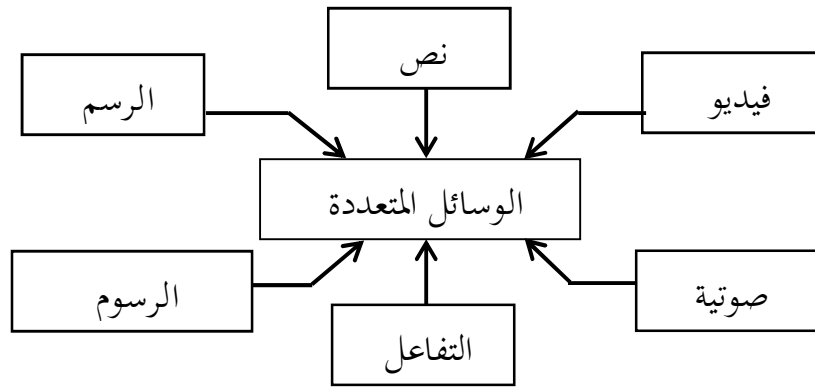 نص
فيديو
الرسم
الوسائل المتعددة
صوتية
الرسوم
التفاعل